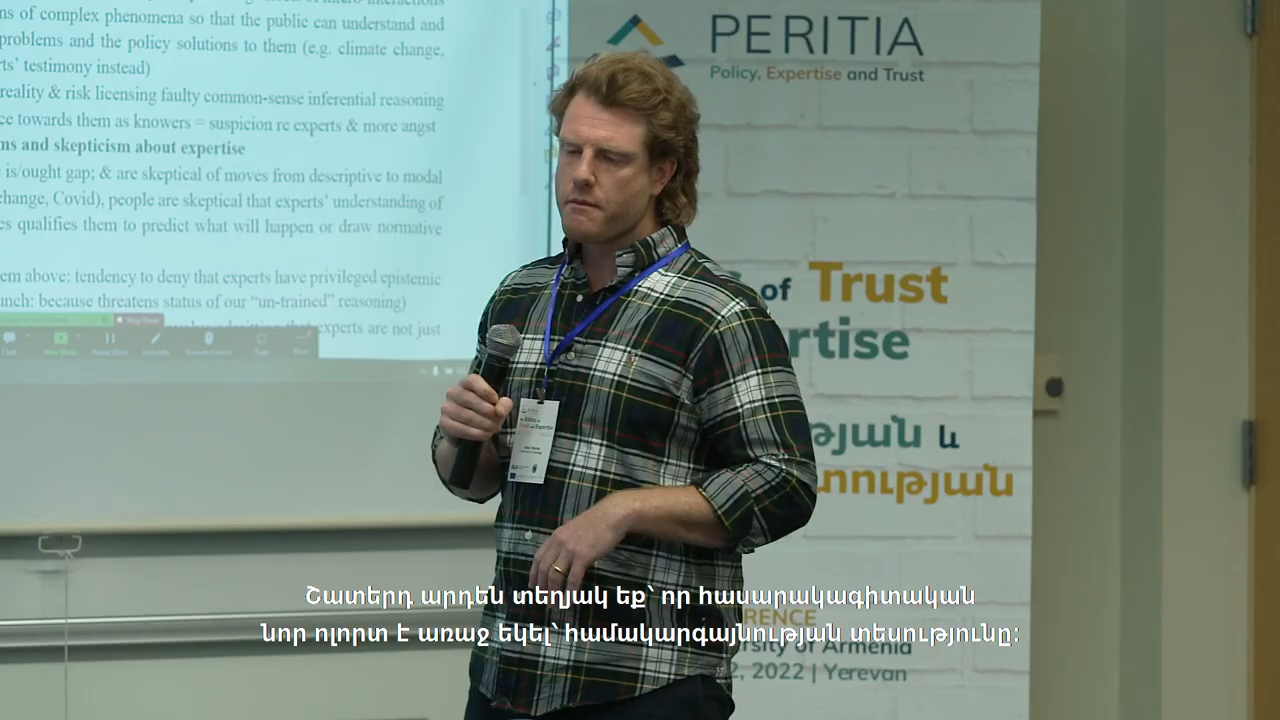 ns of complex phenomena so that the public can understand and
problems and the policy solutions to them (e.g. climate change,
rts' testimony instead)
reality & risk licensing faulty common-sense inferential reasoning
ce towards them as knowers = suspicion re experts & more angst
ns and skepticism about expertise
is/ought gap; & are skeptical of moves from descriptive to modal
change, Covid), people are skeptical that experts' understanding of
es qualifies them to predict what will happen or draw normative
em above: tendency to deny that experts have privileged epistemic
unch: because threatens status of our "un-trained" reasoning)
experts are not just
PERITIA
Policy, Expertise and Trust
of Trust
rtise
թյան և
տության
RENCE
rsity of Armenia
2, 2022 | Yerevan
Շատերդ արդեն տեղյակ եք՝ որ հասարակագիտական
նոր ոլորտ է առաջ եկել՝ համակարգայնության տեսությունը: